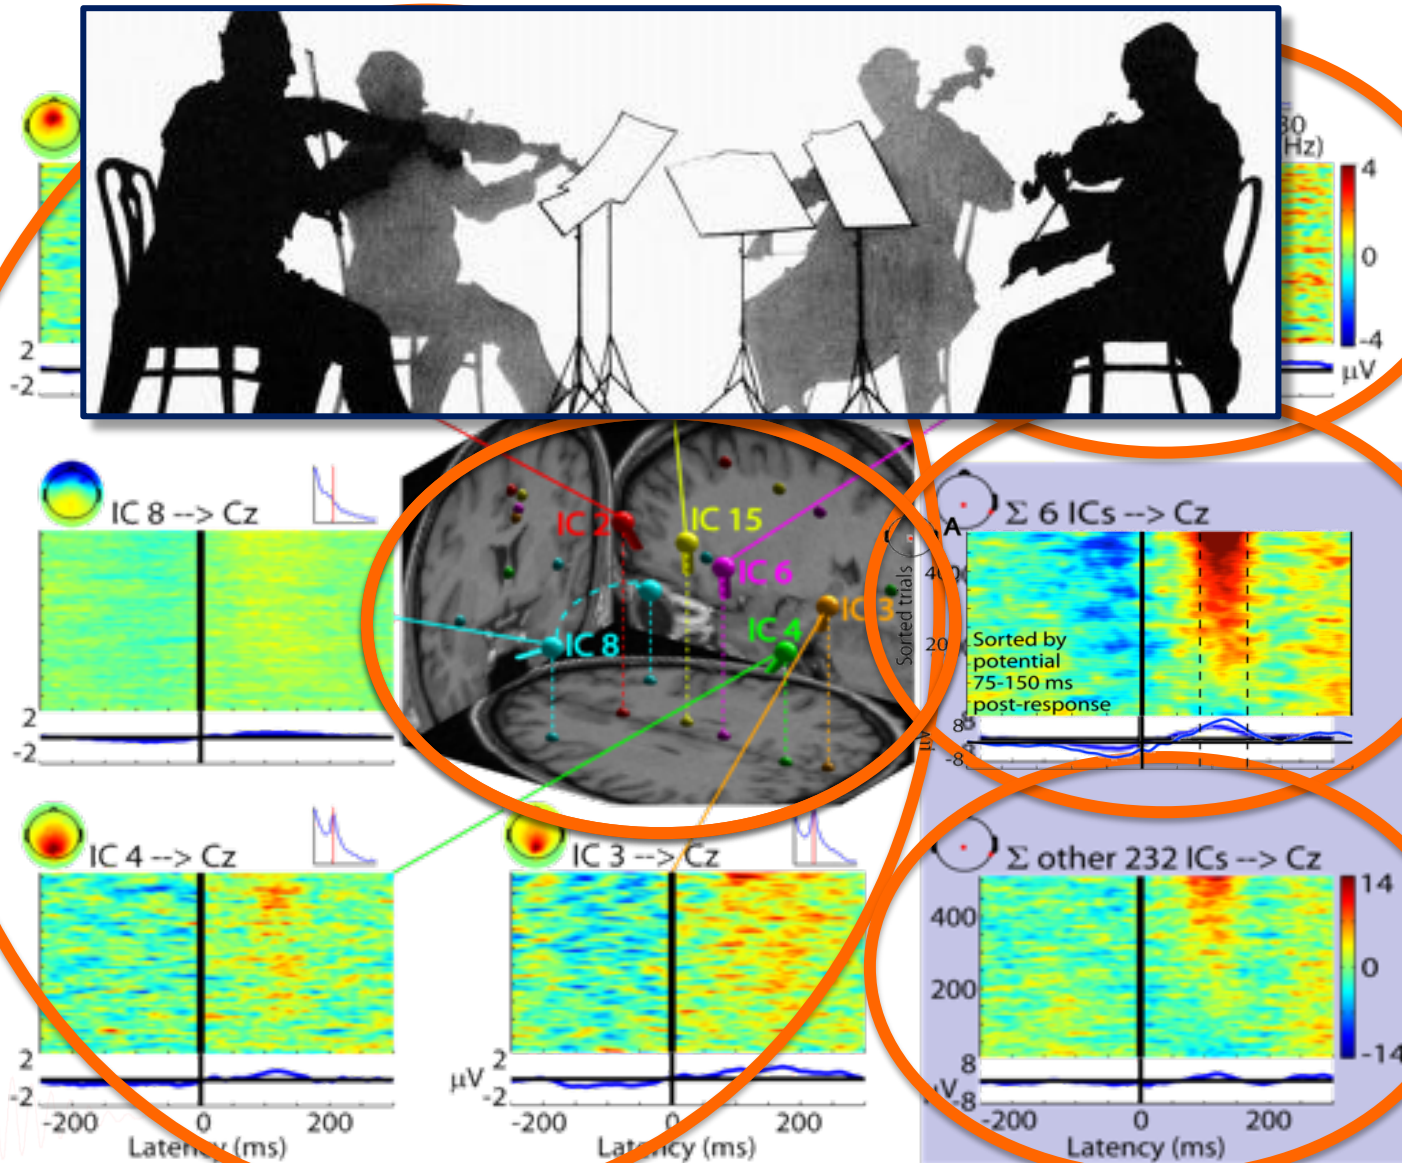 30
(Hz)
4
0
-4
μV
2
-2
IC 8 --> Cz
2
-2
IC 2
IC 15
IC 6
IC 3
IC 4
IC 8
Σ 6 ICs --> Cz
A
Sorted trials
400
20
Sorted by
potential
75-150 ms
post-response
8
-8
μV
IC 4 --> Cz
2
-2
-200 0 200
Latency (ms)
IC 3 --> Cz
μV
2
-2
-200 0 200
Latency (ms)
Σ other 232 ICs --> Cz
400
200
14
0
-14
8
-8
μV
-200 0 200
Latency (ms)